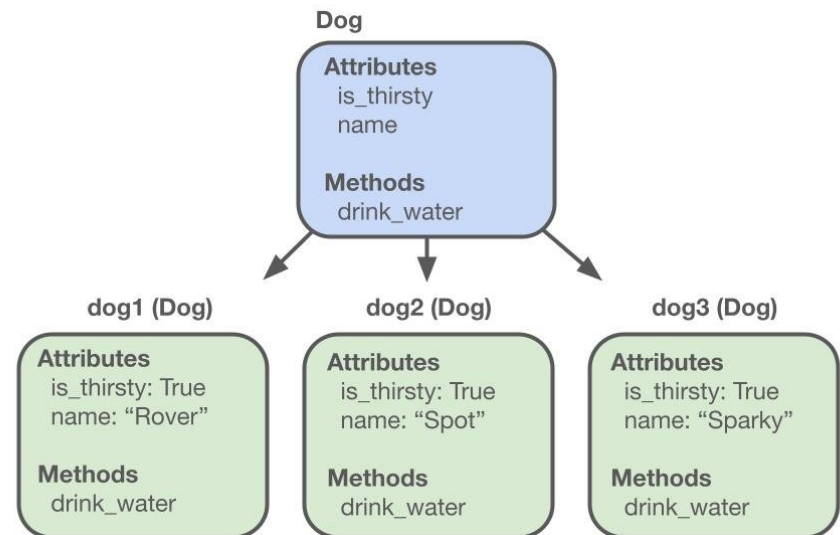 Dog
Attributes
is_thirsty
name
Methods
drink_water
dog1 (Dog)
Attributes
is_thirsty: True
name: “Rover”
Methods
drink_water
dog2 (Dog)
Attributes
is_thirsty: True
name: “Spot”
Methods
drink_water
dog3 (Dog)
Attributes
is_thirsty: True
name: “Sparky”
Methods
drink_water